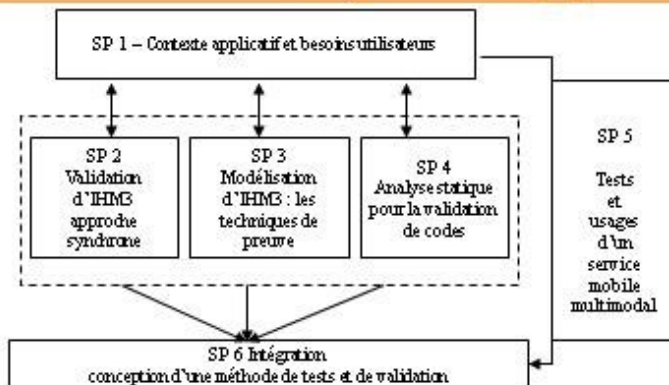 SP 1 – Contexte applicatif et besoins utilisateurs
SP 2
Validation
d'IHM3
approche
synchrone
SP 3
Modélisation
d'IHM3 : les
techniques de
preuve
SP 4
Analyse statique
pour la validation
de codes
SP 5
Tests
et
usages
d'un
service
mobile
multimodal
SP 6 Intégration
conception d'une méthode de tests et de validation